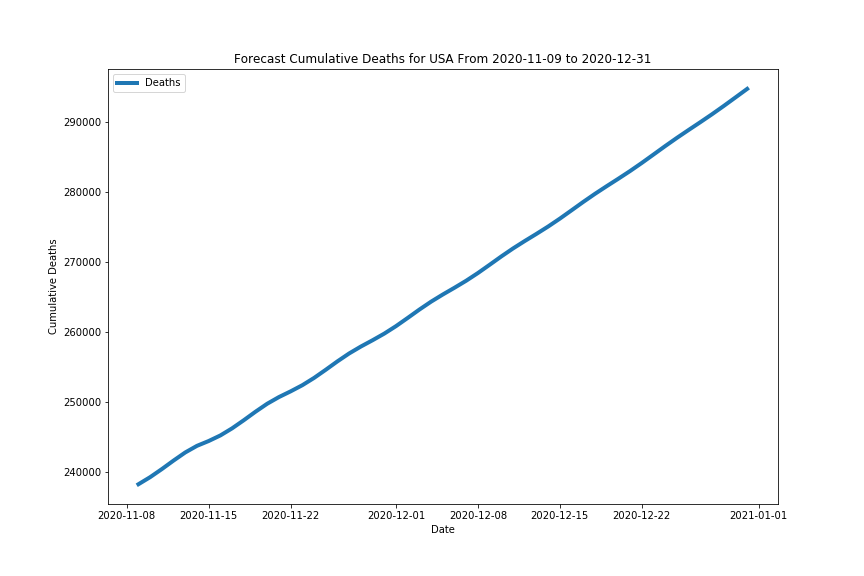 Forecast Cumulative Deaths for USA From 2020-11-09 to 2020-12-31
Deaths
290000
280000
270000
260000
250000
240000
Cumulative Deaths
2020-11-08 2020-11-15 2020-11-22 2020-12-01 2020-12-08 2020-12-15 2020-12-22 2021-01-01
Date